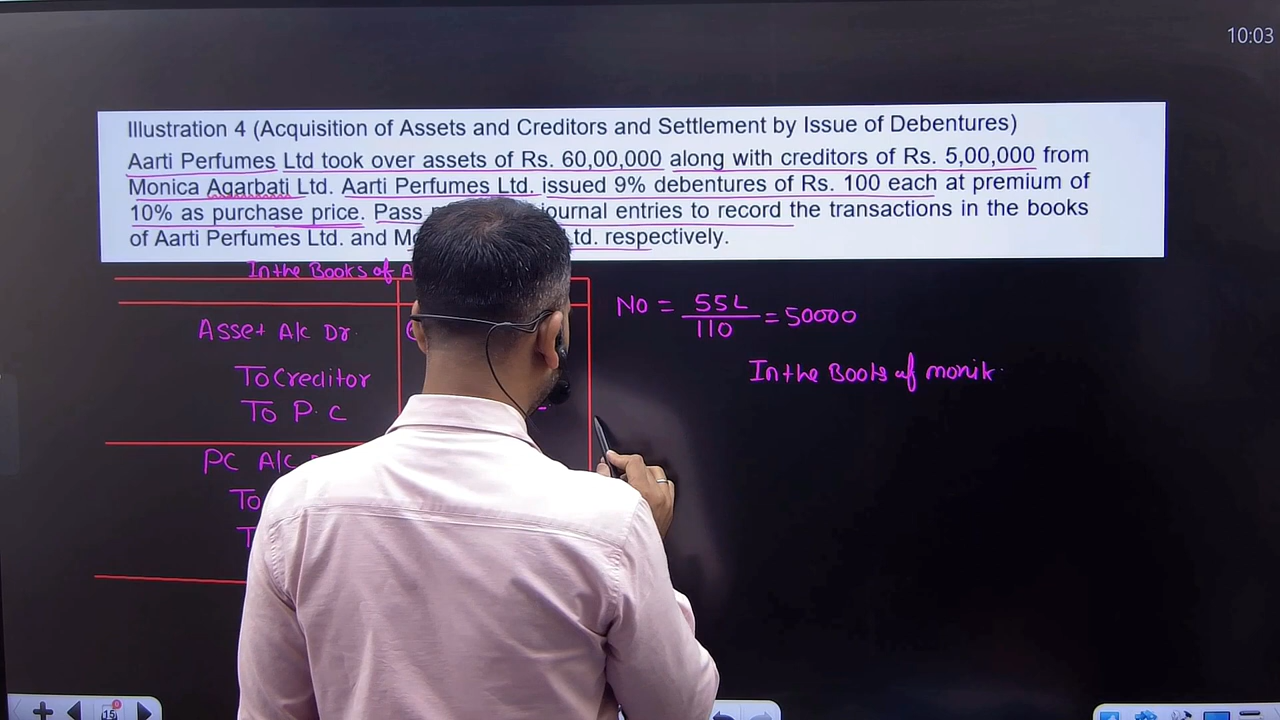 10:03
Illustration 4 (Acquisition of Assets and Creditors and Settlement by Issue of Debentures)
Aarti Perfumes Ltd took over assets of Rs. 60,00,000 along with creditors of Rs. 5,00,000 from
Monica Agarbati Ltd. Aarti Perfumes Ltd. issued 9% debentures of Rs. 100 each at premium of
10% as purchase price. Pass journal entries to record the transactions in the books
of Aarti Perfumes Ltd. and td. respectively.
In the Books of A
Asset A/c Dr.
To Creditor
To P.C
PC A/C
To
No = 55L / 110 = 50000
In the Books of monik
15